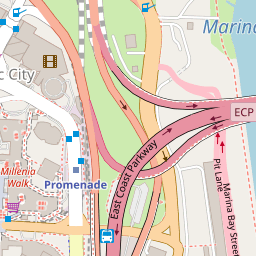 Marina
c City
ECP
East Coast Parkway
Millenia
Walk
Promenade
Pit Lane
Marina Bay Street